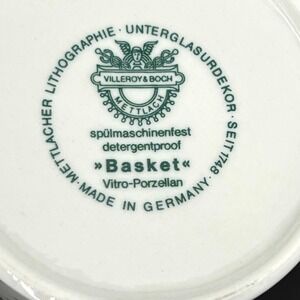 METTLACHER LITHOGRAPHIE · UNTERGLASURDEKOR · SEIT 1748 ·
VILLEROY & BOCH
METTLACH
spülmaschinenfest
detergentproof
»Basket«
Vitro-Porzellan
· MADE IN GERMANY ·